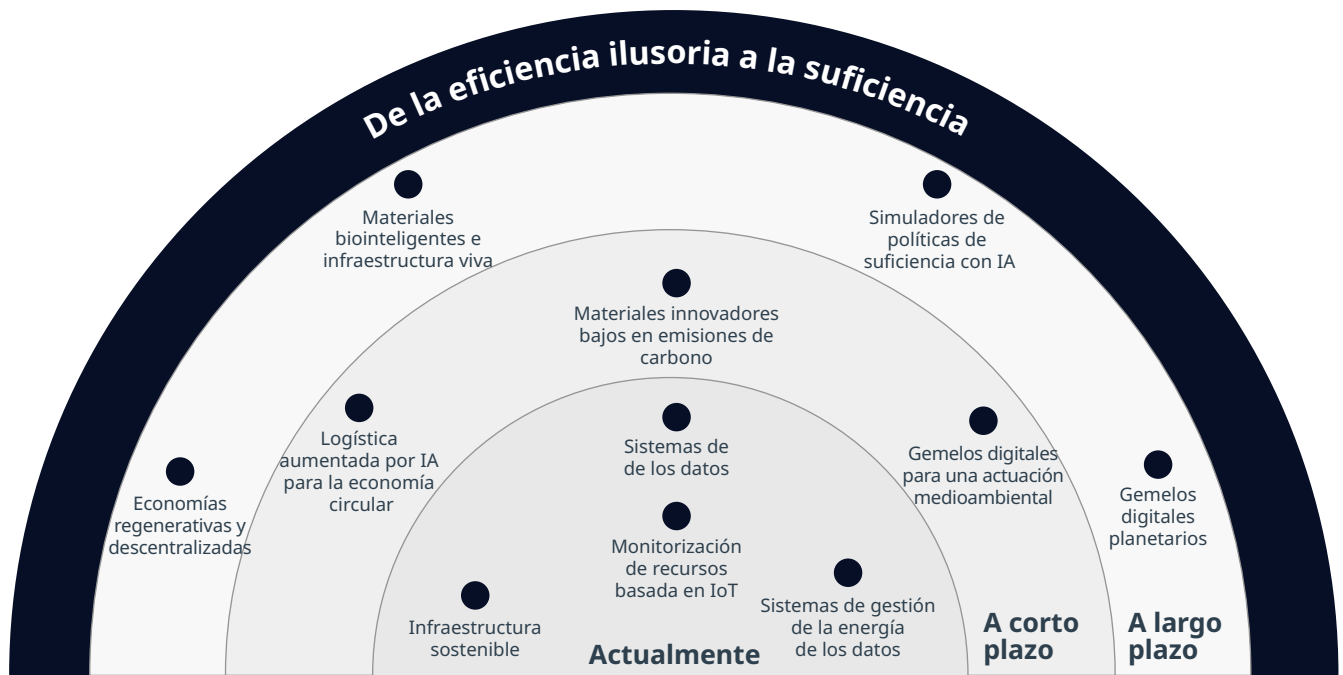 De la eficiencia ilusoria a la suficiencia
Materiales
biointeligentes e
infraestructura viva
Simuladores de
políticas de
suficiencia con IA
Materiales innovadores
bajos en emisiones de
carbono
Logística
aumentada por IA
para la economía
circular
Sistemas de
de los datos
Gemelos digitales
para una actuación
medioambiental
Economías
regenerativas y
descentralizadas
Gemelos
digitales
planetarios
Monitorización
de recursos
basada en IoT
Infraestructura
sostenible
Sistemas de gestión
de la energía
de los datos
Actualmente
A corto
plazo
A largo
plazo